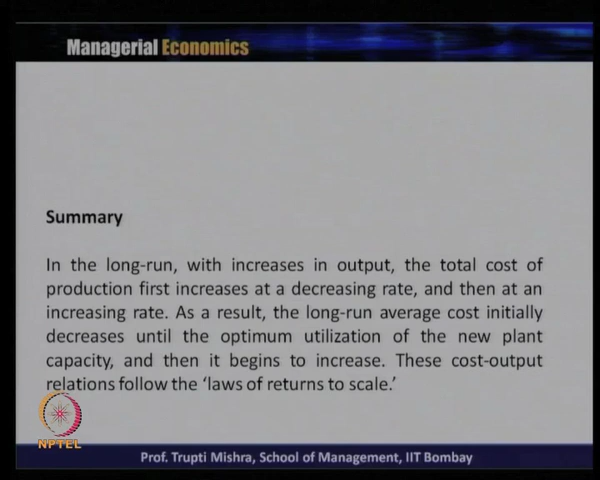 Managerial Economics
Summary
In the long-run, with increases in output, the total cost of
production first increases at a decreasing rate, and then at an
increasing rate. As a result, the long-run average cost initially
decreases until the optimum utilization of the new plant
capacity, and then it begins to increase. These cost-output
relations follow the ‘laws of returns to scale.’
NPTEL
Prof. Trupti Mishra, School of Management, IIT Bombay